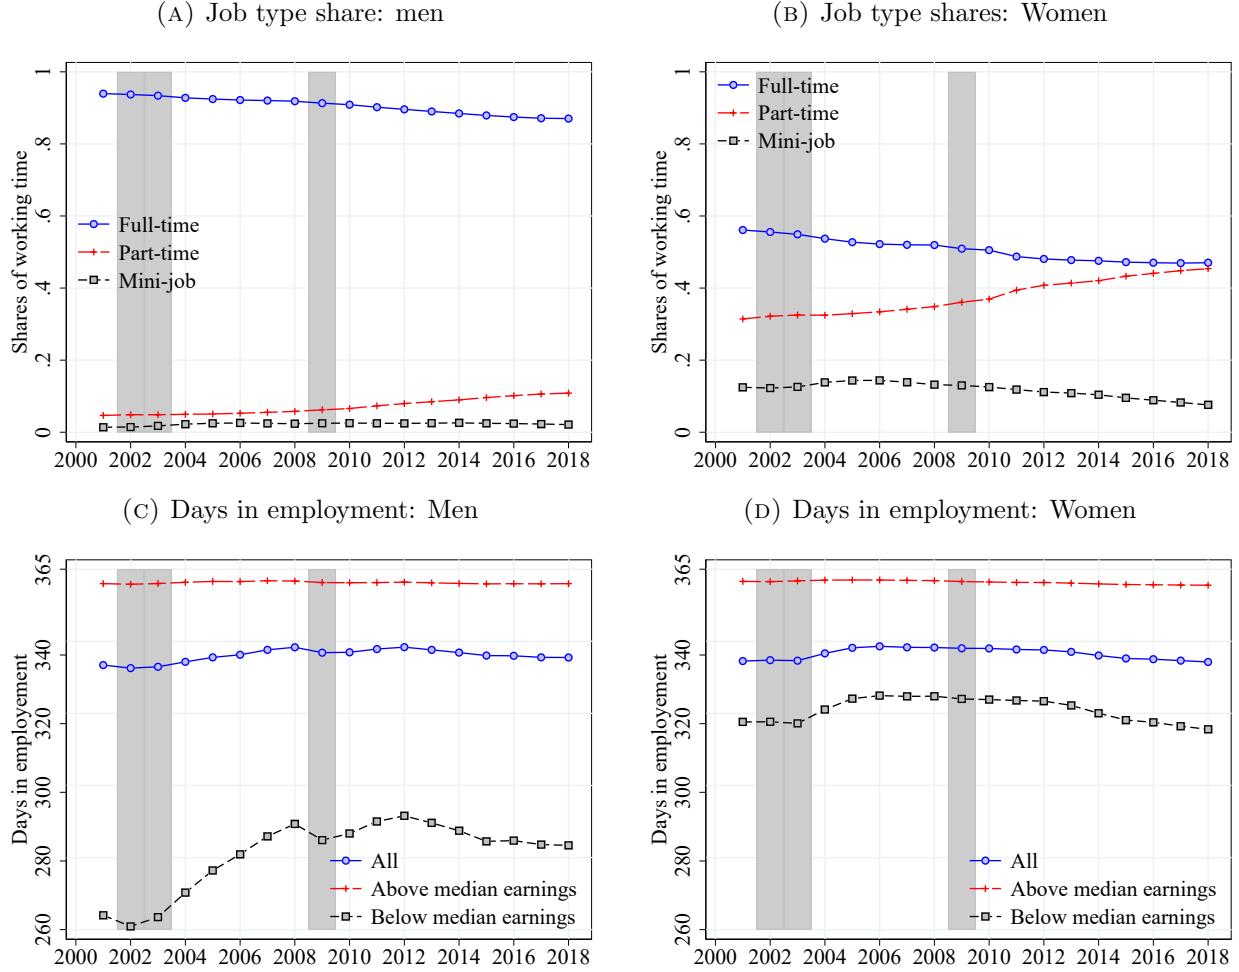 (A) Job type share: men
Shares of working time
1
.8
.6
.4
.2
0
Full-time
Part-time
Mini-job
2000 2002 2004 2006 2008 2010 2012 2014 2016 2018
(B) Job type shares: Women
Shares of working time
1
.8
.6
.4
.2
0
Full-time
Part-time
Mini-job
2000 2002 2004 2006 2008 2010 2012 2014 2016 2018
(C) Days in employment: Men
Days in employement
365
340
320
300
280
260
All
Above median earnings
Below median earnings
2000 2002 2004 2006 2008 2010 2012 2014 2016 2018
(D) Days in employment: Women
Days in employement
365
340
320
300
280
260
All
Above median earnings
Below median earnings
2000 2002 2004 2006 2008 2010 2012 2014 2016 2018